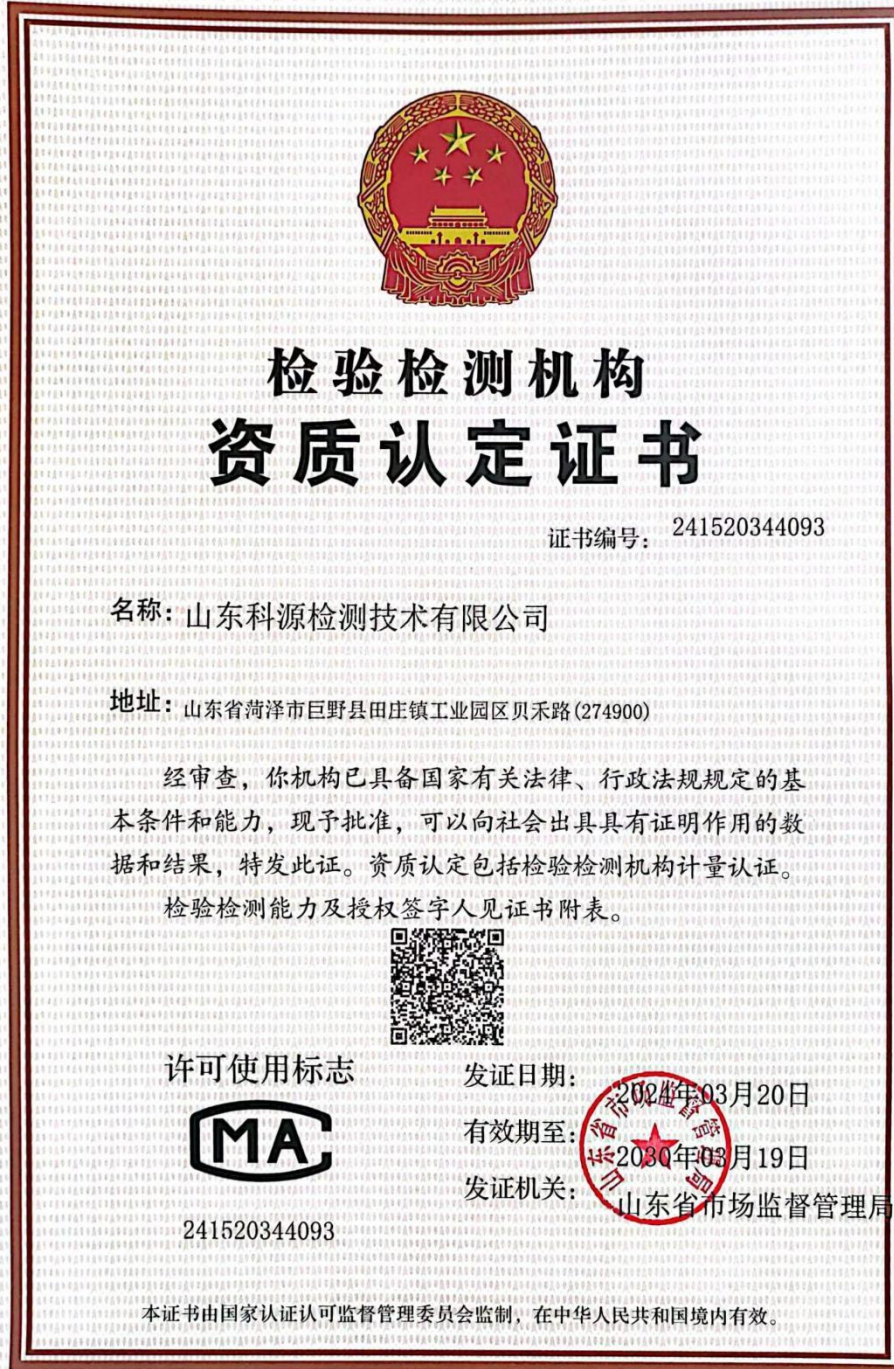 检验检测机构
资质认定证书
证书编号： 241520344093
名称：山东科源检测技术有限公司
地址：山东省菏泽市巨野县田庄镇工业园区贝禾路(274900)
经审查，你机构已具备国家有关法律、行政法规规定的基
本条件和能力，现予批准，可以向社会出具具有证明作用的数
据和结果，特发此证。资质认定包括检验检测机构计量认证。
检验检测能力及授权签字人见证书附表。
许可使用标志
MA
241520344093
发证日期：2024年03月20日
有效期至：2030年03月19日
发证机关：山东省市场监督管理局
山东省市场监督管理局
本证书由国家认证认可监督管理委员会监制，在中华人民共和国境内有效。